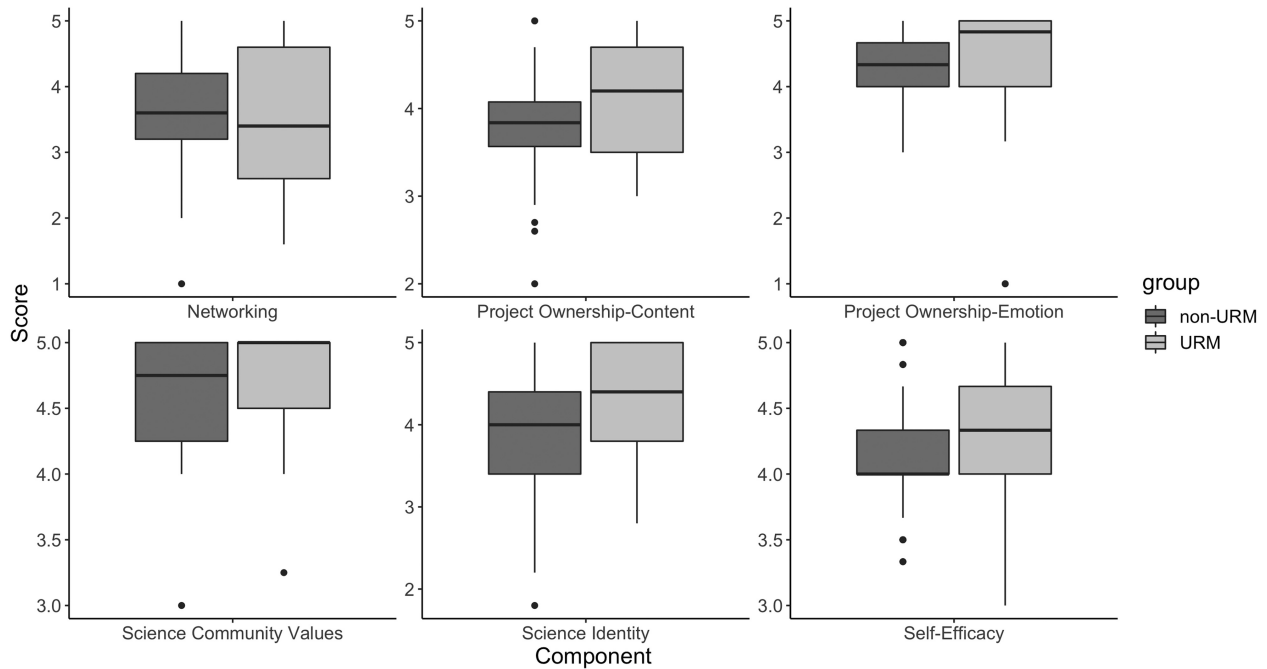 5
4
3
2
1
Networking
5
4
3
2
Project Ownership-Content
5
4
3
2
1
Project Ownership-Emotion
Score
5.0
4.5
4.0
3.5
3.0
Science Community Values
5
4
3
2
Science Identity
5.0
4.5
4.0
3.5
3.0
Self-Efficacy
Component
group
non-URM
URM